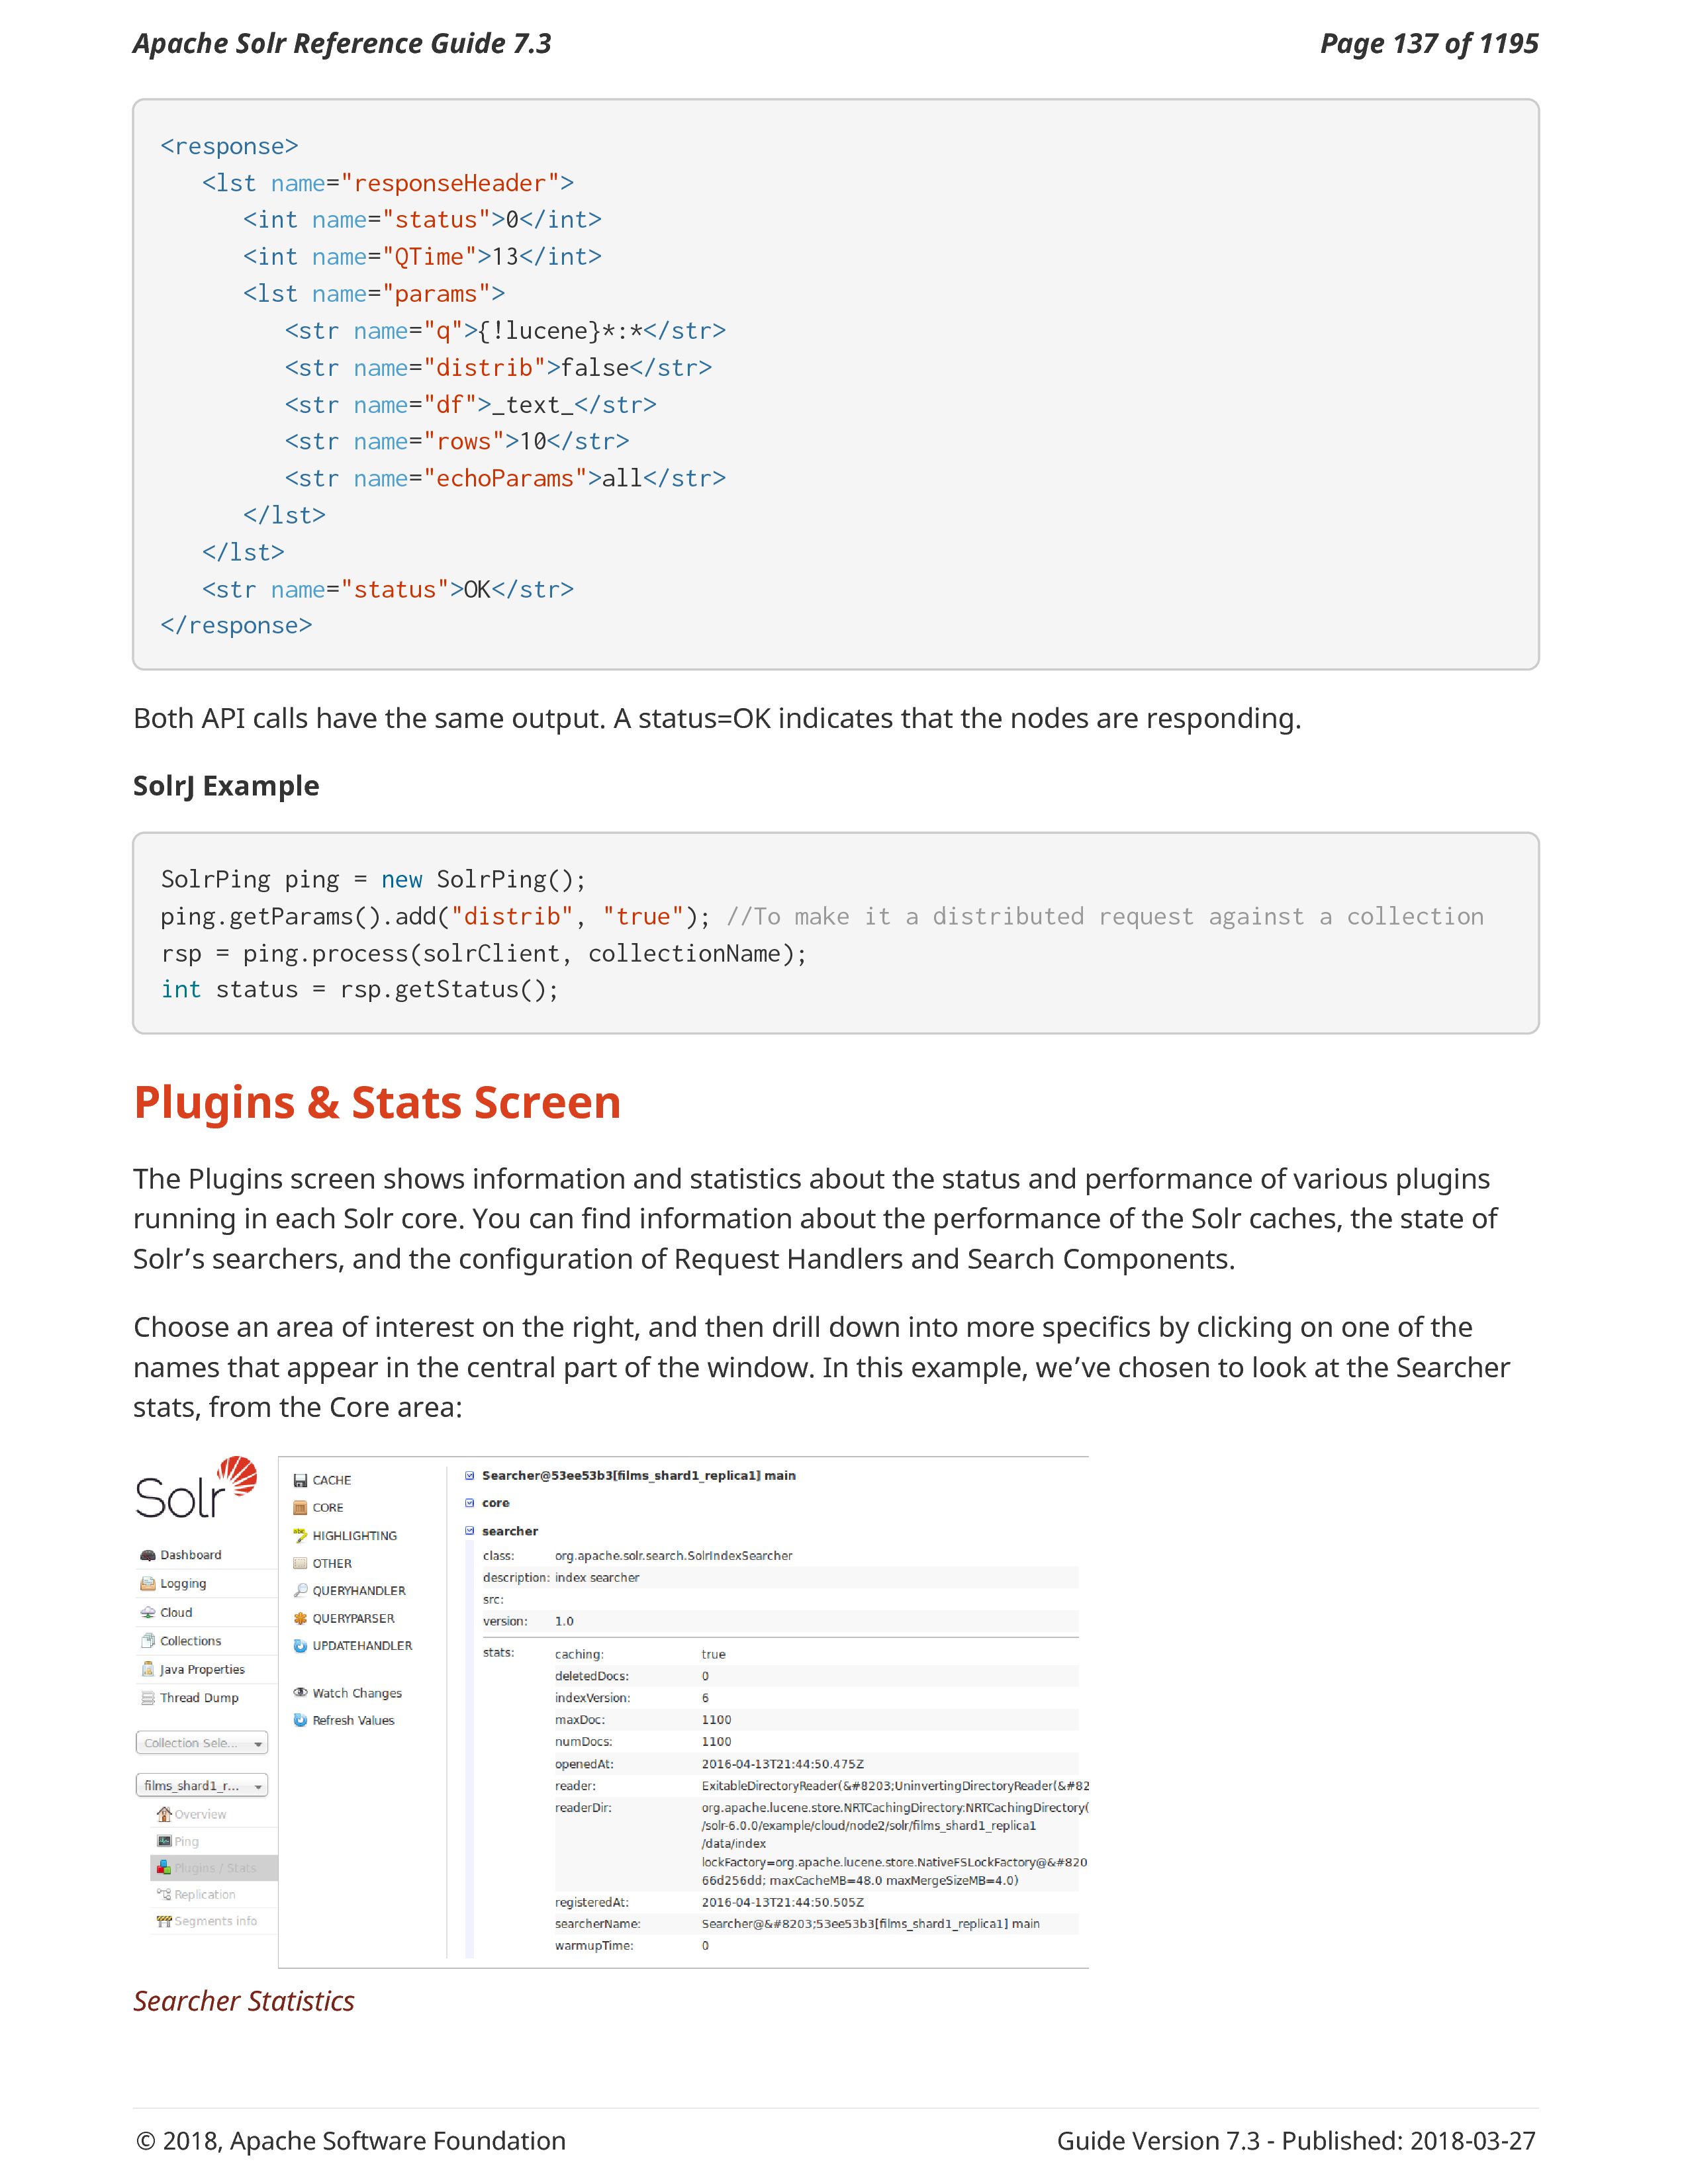 Apache Solr Reference Guide 7.3
Page 137 of 1195
<response>
   <lst name="responseHeader">
      <int name="status">0</int>
      <int name="QTime">13</int>
      <lst name="params">
         <str name="q">{!lucene}*:*</str>
         <str name="distrib">false</str>
         <str name="df">_text_</str>
         <str name="rows">10</str>
         <str name="echoParams">all</str>
      </lst>
   </lst>
   <str name="status">OK</str>
</response>
Both API calls have the same output. A status=OK indicates that the nodes are responding.
SolrJ Example
SolrPing ping = new SolrPing();
ping.getParams().add("distrib", "true"); //To make it a distributed request against a collection
rsp = ping.process(solrClient, collectionName);
int status = rsp.getStatus();
Plugins & Stats Screen
The Plugins screen shows information and statistics about the status and performance of various plugins
running in each Solr core. You can find information about the performance of the Solr caches, the state of
Solr’s searchers, and the configuration of Request Handlers and Search Components.
Choose an area of interest on the right, and then drill down into more specifics by clicking on one of the
names that appear in the central part of the window. In this example, we’ve chosen to look at the Searcher
stats, from the Core area:
Solr
Dashboard
Logging
Cloud
Collections
Java Properties
Thread Dump
Collection Sele...
films_shard1_r...
Overview
Ping
Plugins / Stats
Replication
Segments info
CACHE
CORE
HIGHLIGHTING
OTHER
QUERYHANDLER
QUERYPARSER
UPDATEHANDLER
Watch Changes
Refresh Values
Searcher@53ee53b3[films_shard1_replica1] main
core
searcher
class: org.apache.solr.search.SolrIndexSearcher
description: index searcher
src:
version: 1.0
stats: caching: true
deletedDocs: 0
indexVersion: 6
maxDoc: 1100
numDocs: 1100
openedAt: 2016-04-13T21:44:50.475Z
reader: ExitableDirectoryReader(&#8203;UninvertingDirectoryReader(&#82
readerDir: org.apache.lucene.store.NRTCachingDirectory:NRTCachingDirectory(
/solr-6.0.0/example/cloud/node2/solr/films_shard1_replica1
/data/index
lockFactory=org.apache.lucene.store.NativeFSLockFactory@&#820
66d256dd; maxCacheMB=48.0 maxMergeSizeMB=4.0)
registeredAt: 2016-04-13T21:44:50.505Z
searcherName: Searcher@&#8203;53ee53b3[films_shard1_replica1] main
warmupTime: 0
Searcher Statistics
© 2018, Apache Software Foundation
Guide Version 7.3 - Published: 2018-03-27